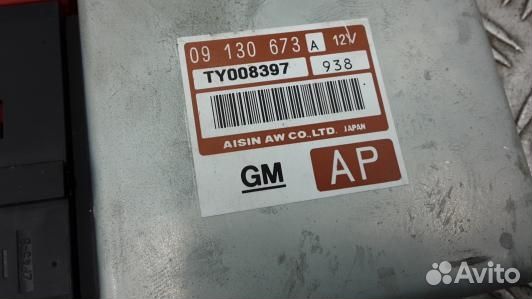 09 130 673 A 12V
TY008397 938
AISIN AW CO., LTD. JAPAN
GM AP
Avito